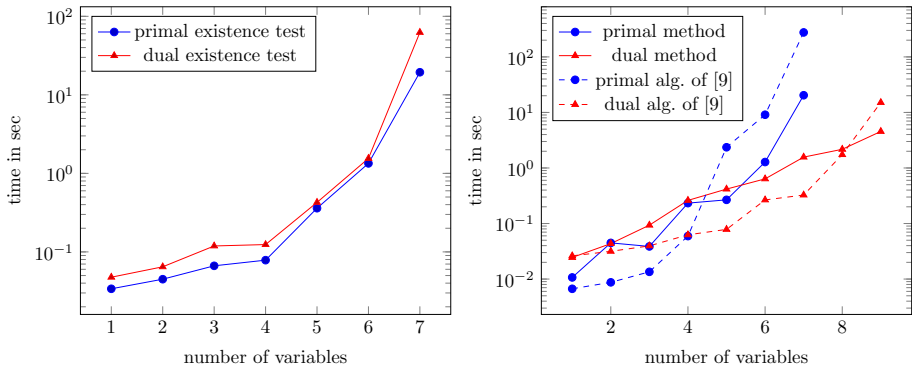 10^2
10^1
10^0
10^-1
time in sec
primal existence test
dual existence test
1 2 3 4 5 6 7
number of variables
10^2
10^1
10^0
10^-1
10^-2
time in sec
primal method
dual method
primal alg. of [9]
dual alg. of [9]
2 4 6 8
number of variables